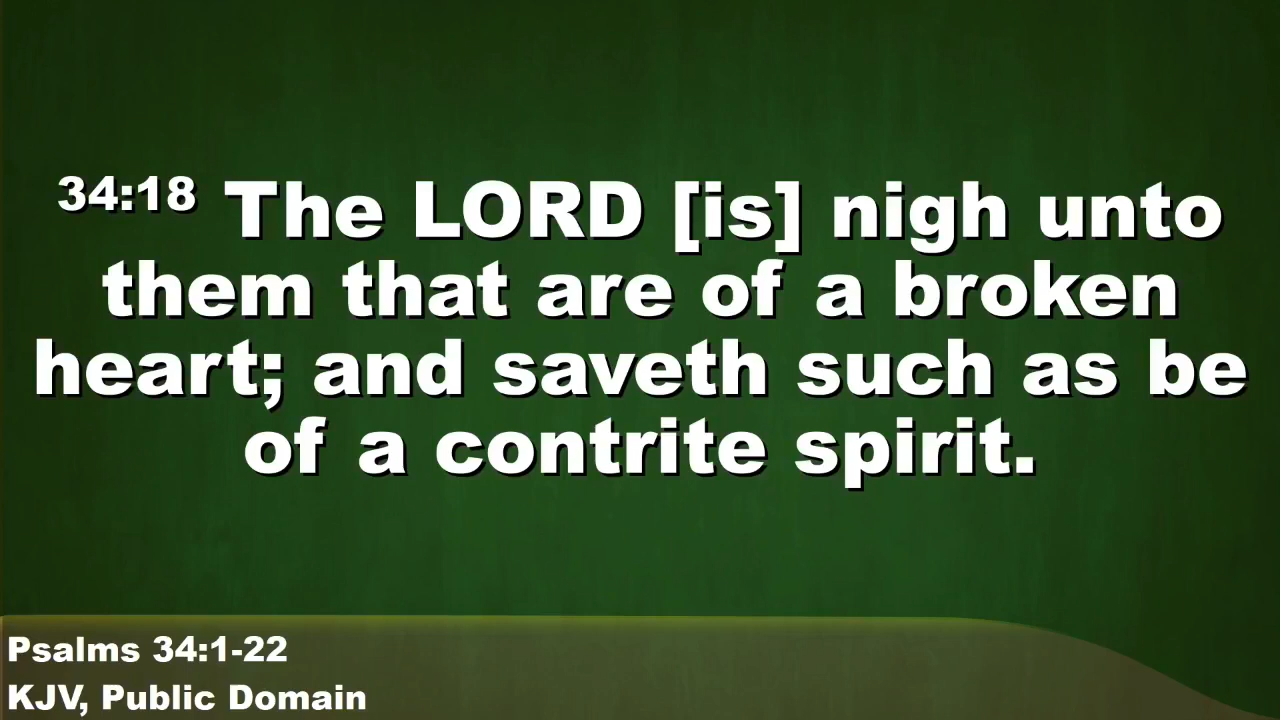 34:18 The LORD [is] nigh unto
them that are of a broken
heart; and saveth such as be
of a contrite spirit.
Psalms 34:1-22
KJV, Public Domain